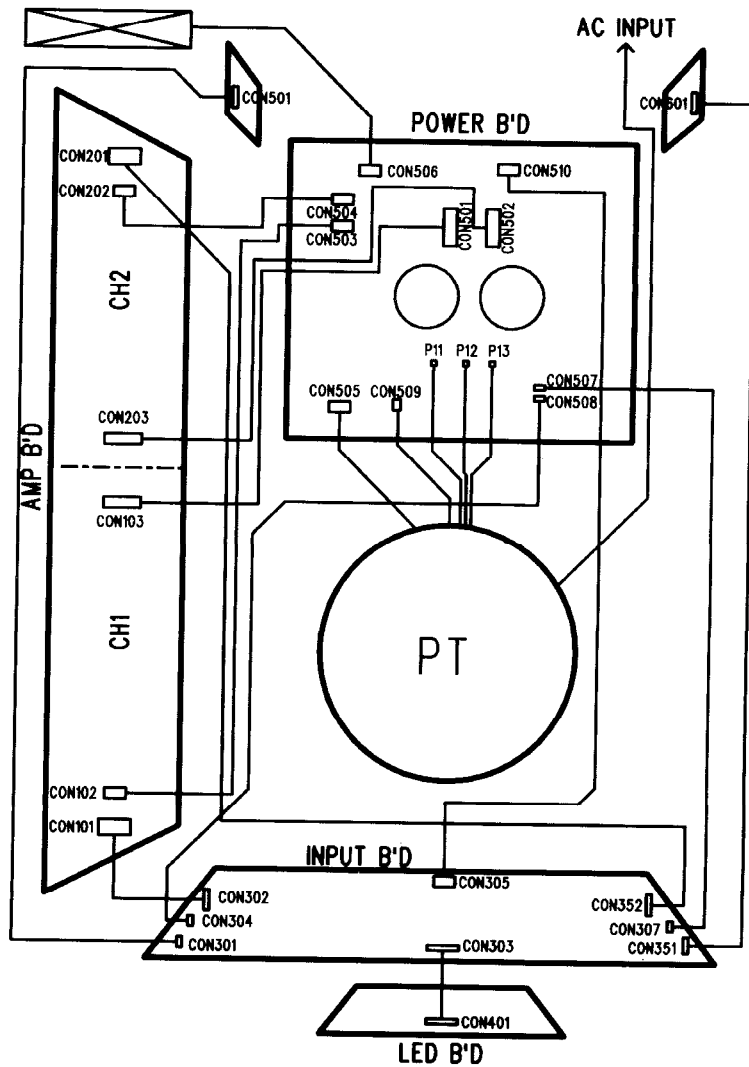 AC INPUT
CON501
CON601
POWER B'D
CON201
CON506
CON510
CON202
CON504
CON503
CON501
CON502
CH2
P11 P12 P13
CON507
CON508
CON505
CON509
CON203
AMP B'D
CON103
CH1
PT
CON102
CON101
INPUT B'D
CON302
CON305
CON352
CON304
CON307
CON301
CON303
CON351
CON401
LED B'D